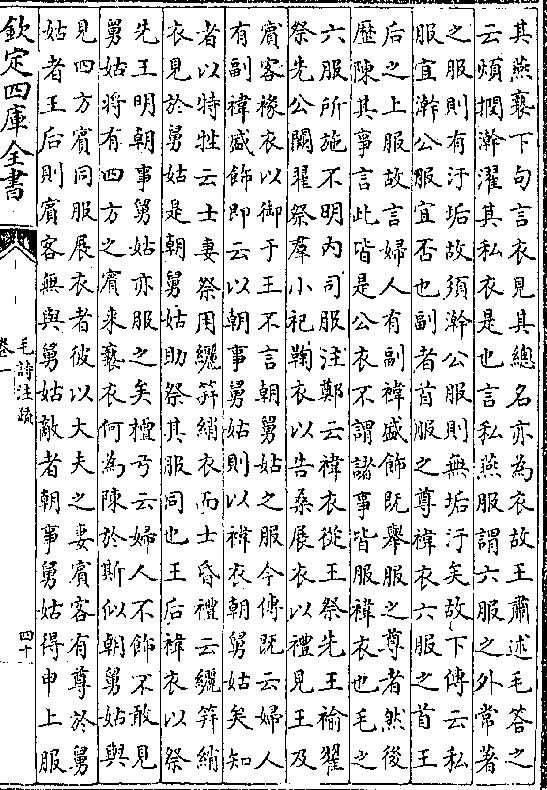 其燕褻下句言衣見其總名亦為衣故王肅述毛答之
云煩撋澣濯其私衣是也言私燕服謂六服之外常著
之服則有汙垢故須澣公服則無垢汙矣故下傳云私
服宜澣公服宜否也副者首服之尊褘衣六服之首王
后之上服故言婦人有副褘盛飾既舉服之尊者然後
歷陳其事言此皆是公衣不謂諸事皆服褘衣也毛之
六服所施不明內司服注鄭云褘衣從王祭先王褕翟
祭先公闕翟祭羣小祀鞠衣以告桑展衣以禮見王及
賓客褖衣以御于王不言朝舅姑之服今傳既云婦人
有副褘盛飾即云以朝事舅姑則以褘衣朝舅姑矣知
者以特牲云士妻祭用纚筓綃衣而士昏禮云纚筓綃
衣見於舅姑是朝舅姑助祭其服同也王后褘衣以祭
先王明朝事舅姑亦服之矣檀弓云婦人不飾不敢見
舅姑將有四方之賓來褻衣何為陳於斯似朝舅姑與
見四方賓同服展衣者彼以大夫之妻賓客有尊於舅
姑者王后則賓客無與舅姑敵者朝事舅姑得申上服
欽定四庫全書
毛詩注疏
卷一
四十